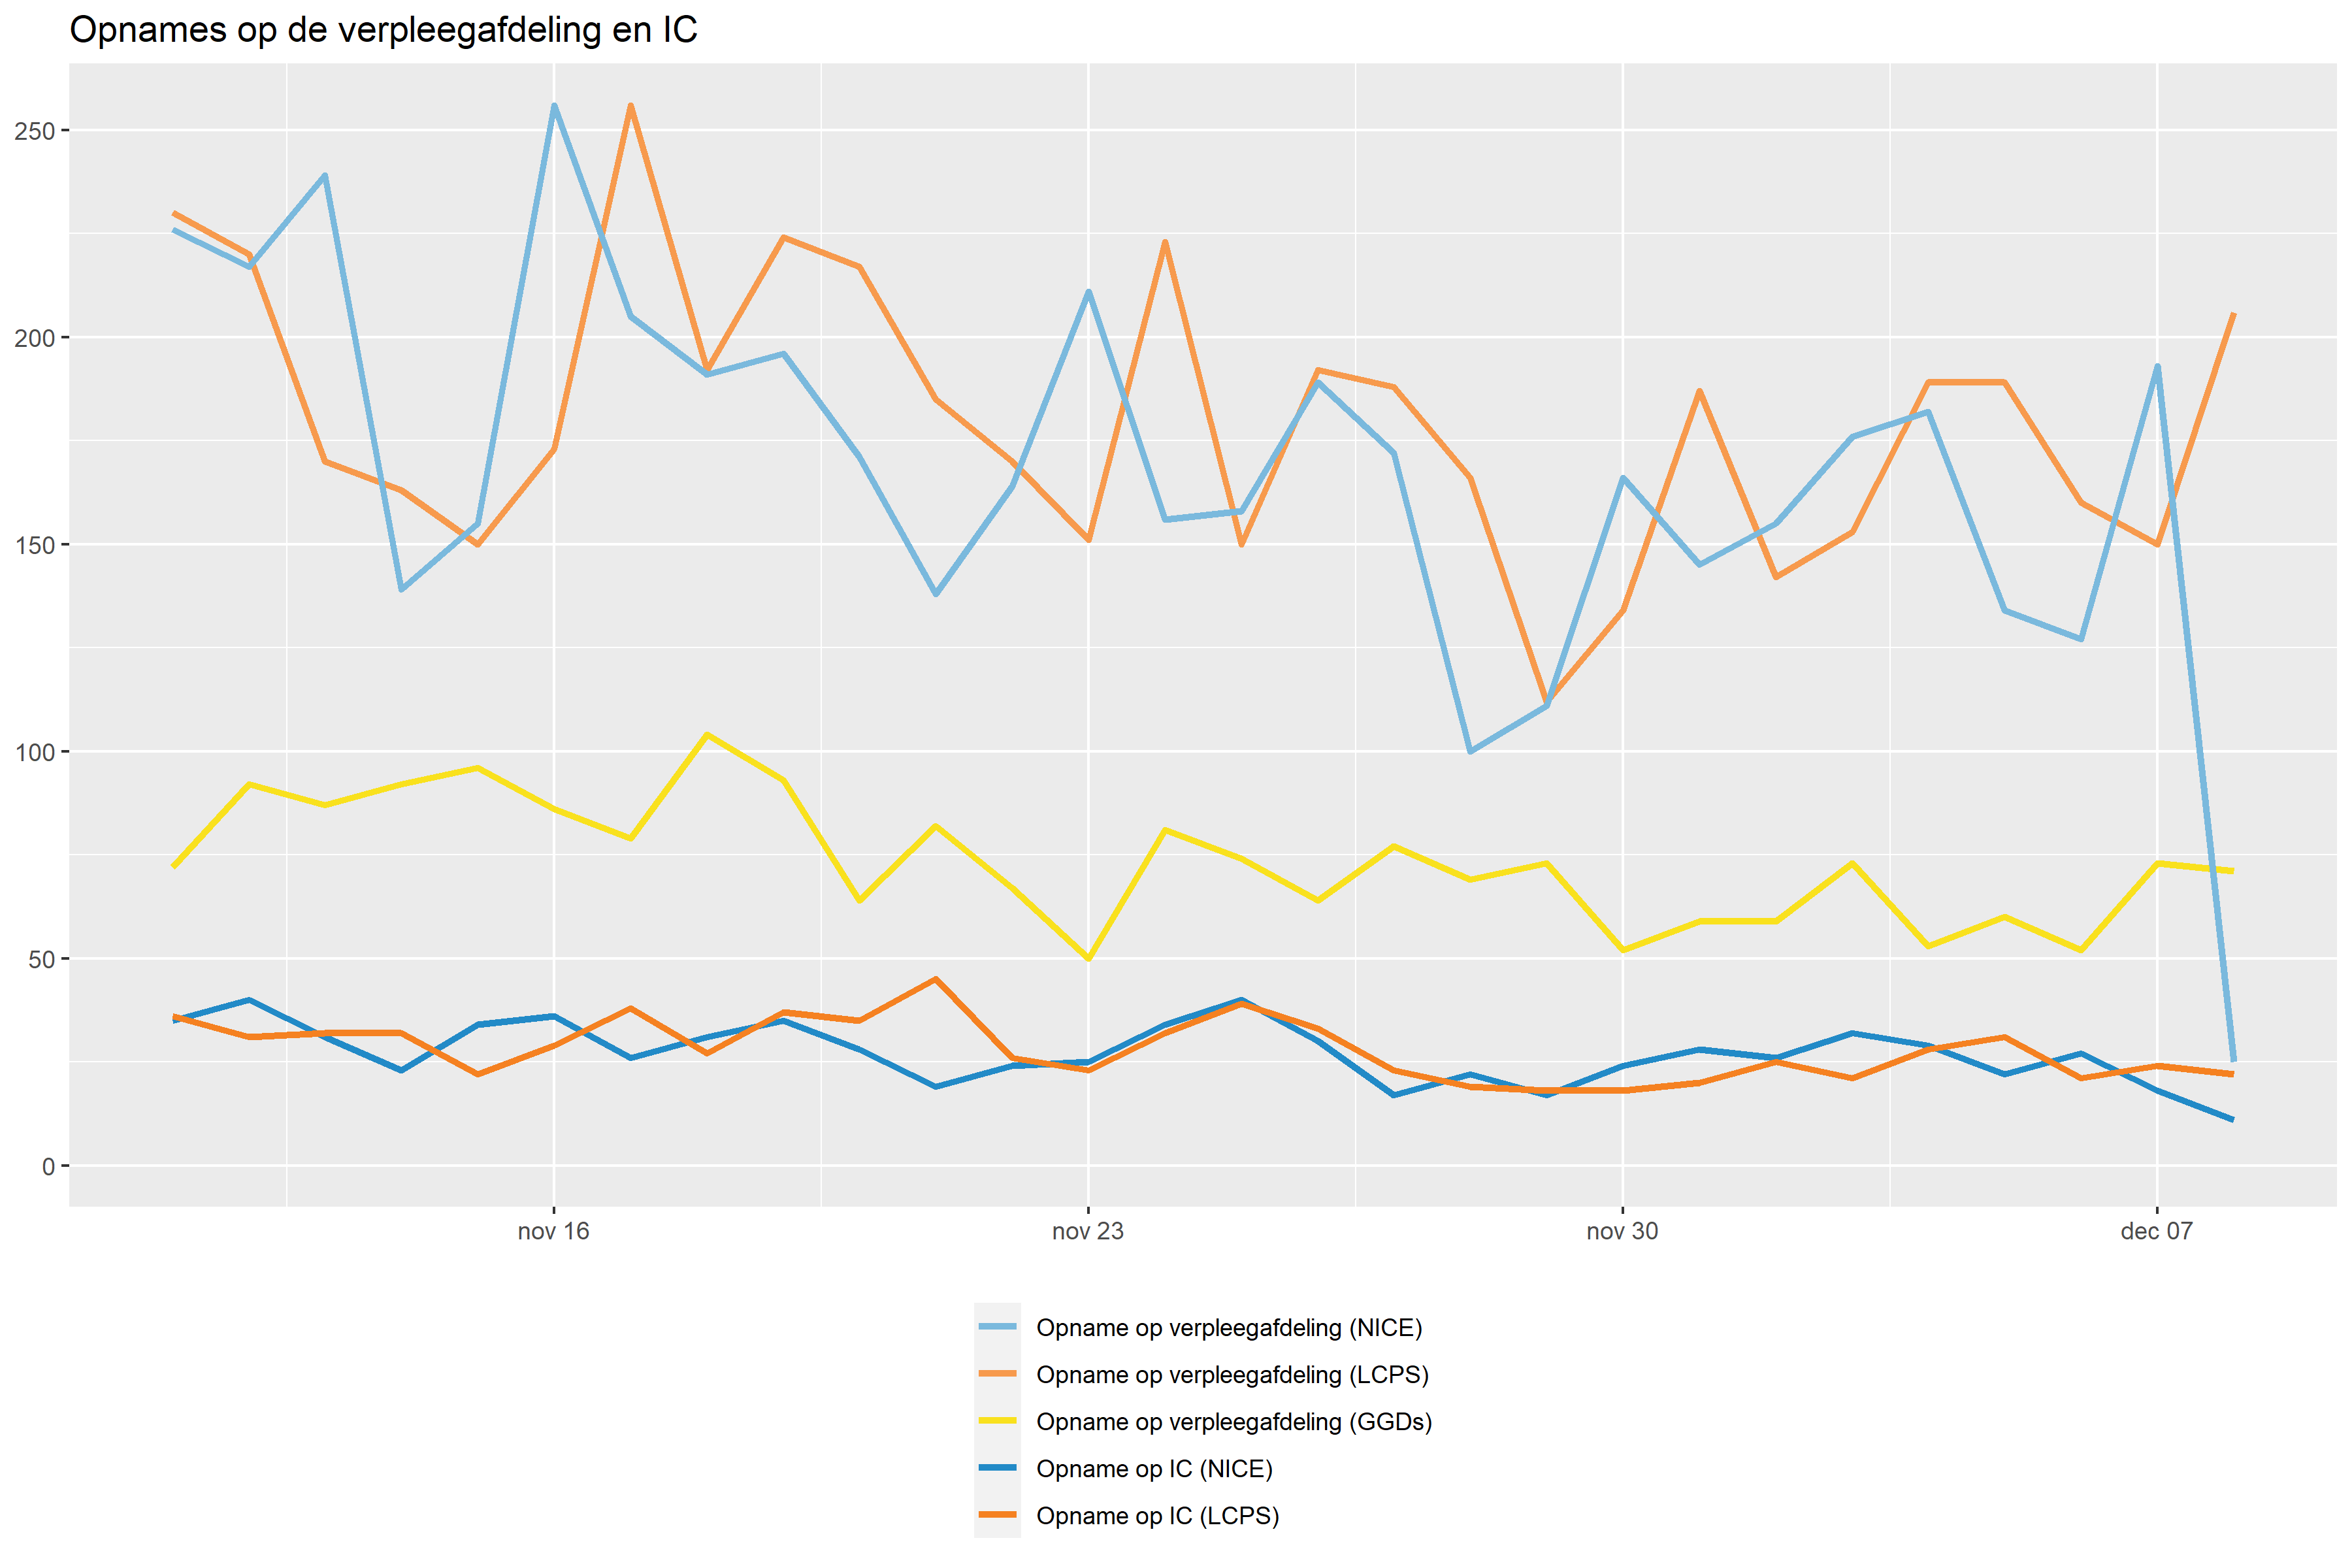 Opnames op de verpleegafdeling en IC
250
200
150
100
50
0
nov 16 nov 23 nov 30 dec 07
Opname op verpleegafdeling (NICE)
Opname op verpleegafdeling (LCPS)
Opname op verpleegafdeling (GGDs)
Opname op IC (NICE)
Opname op IC (LCPS)